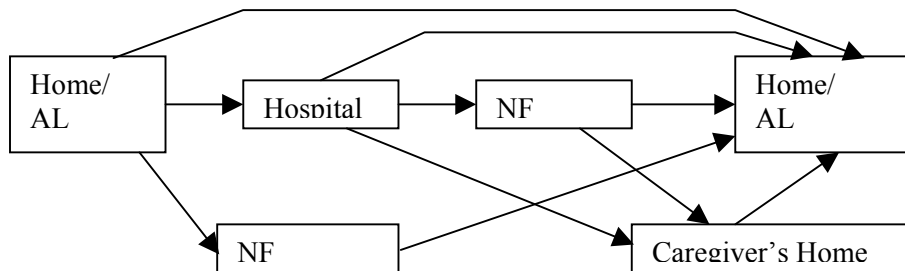 Home/
AL
Hospital
NF
Home/
AL
NF
Caregiver's Home